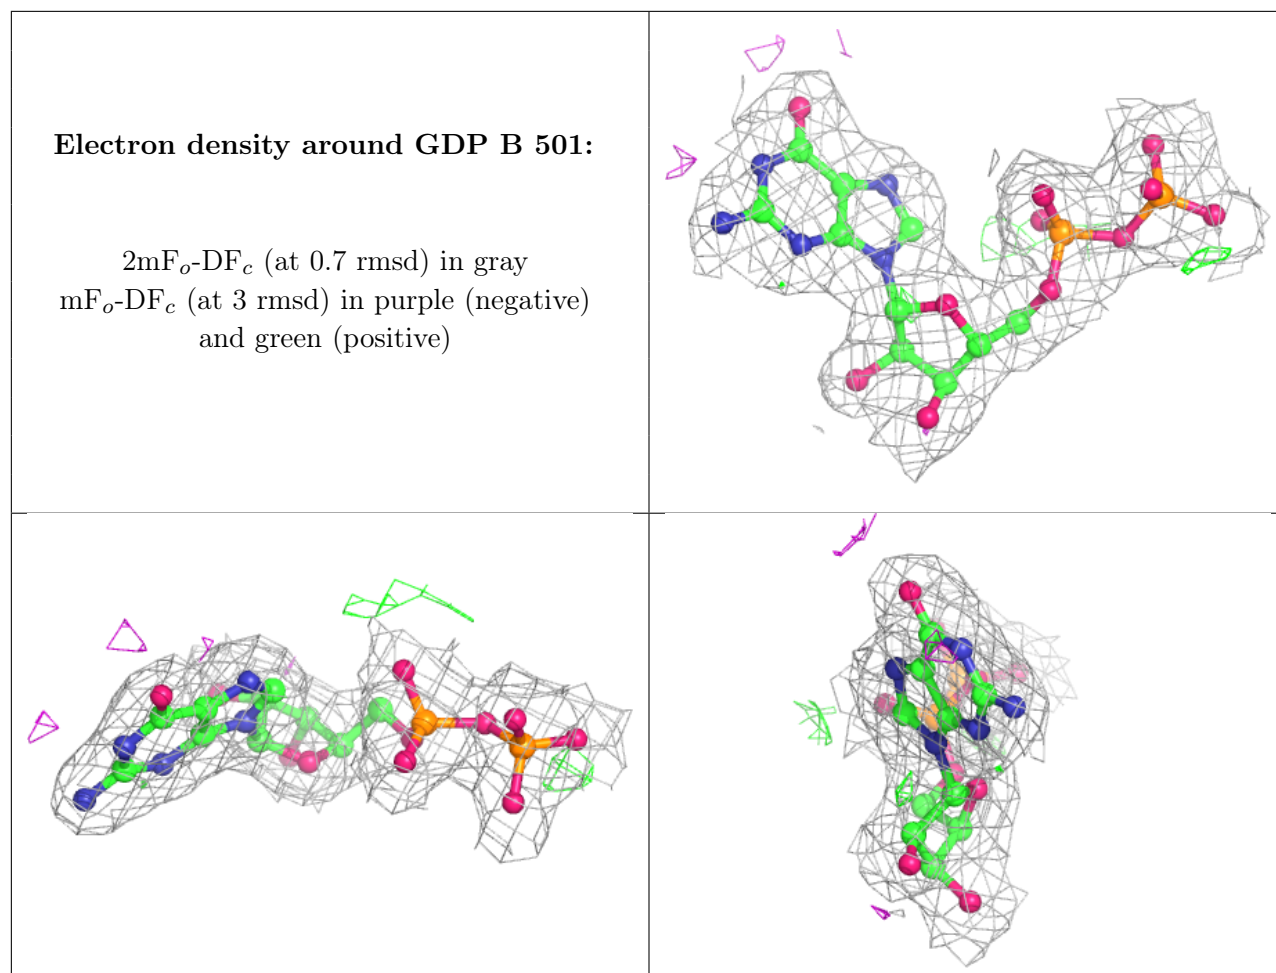 Electron density around GDP B 501:
2mFo-DFc (at 0.7 rmsd) in gray
mFo-DFc (at 3 rmsd) in purple (negative)
and green (positive)